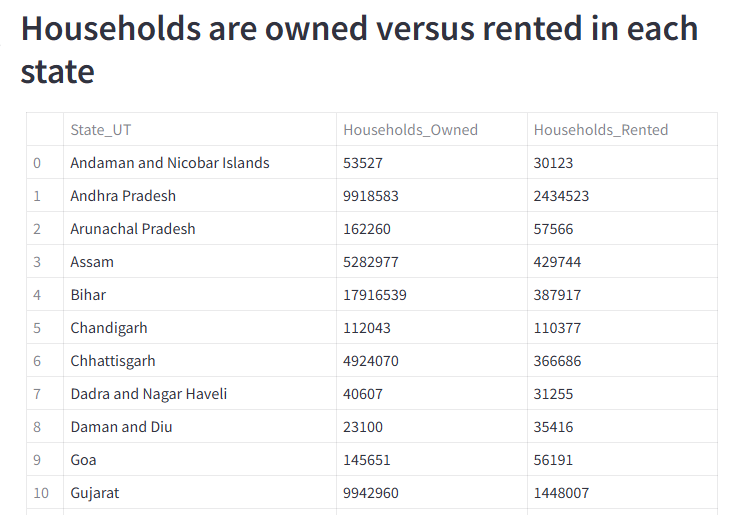 Households are owned versus rented in each
state
State_UT Households_Owned Households_Rented
0 Andaman and Nicobar Islands 53527 30123
1 Andhra Pradesh 9918583 2434523
2 Arunachal Pradesh 162260 57566
3 Assam 5282977 429744
4 Bihar 17916539 387917
5 Chandigarh 112043 110377
6 Chhattisgarh 4924070 366686
7 Dadra and Nagar Haveli 40607 31255
8 Daman and Diu 23100 35416
9 Goa 145651 56191
10 Gujarat 9942960 1448007